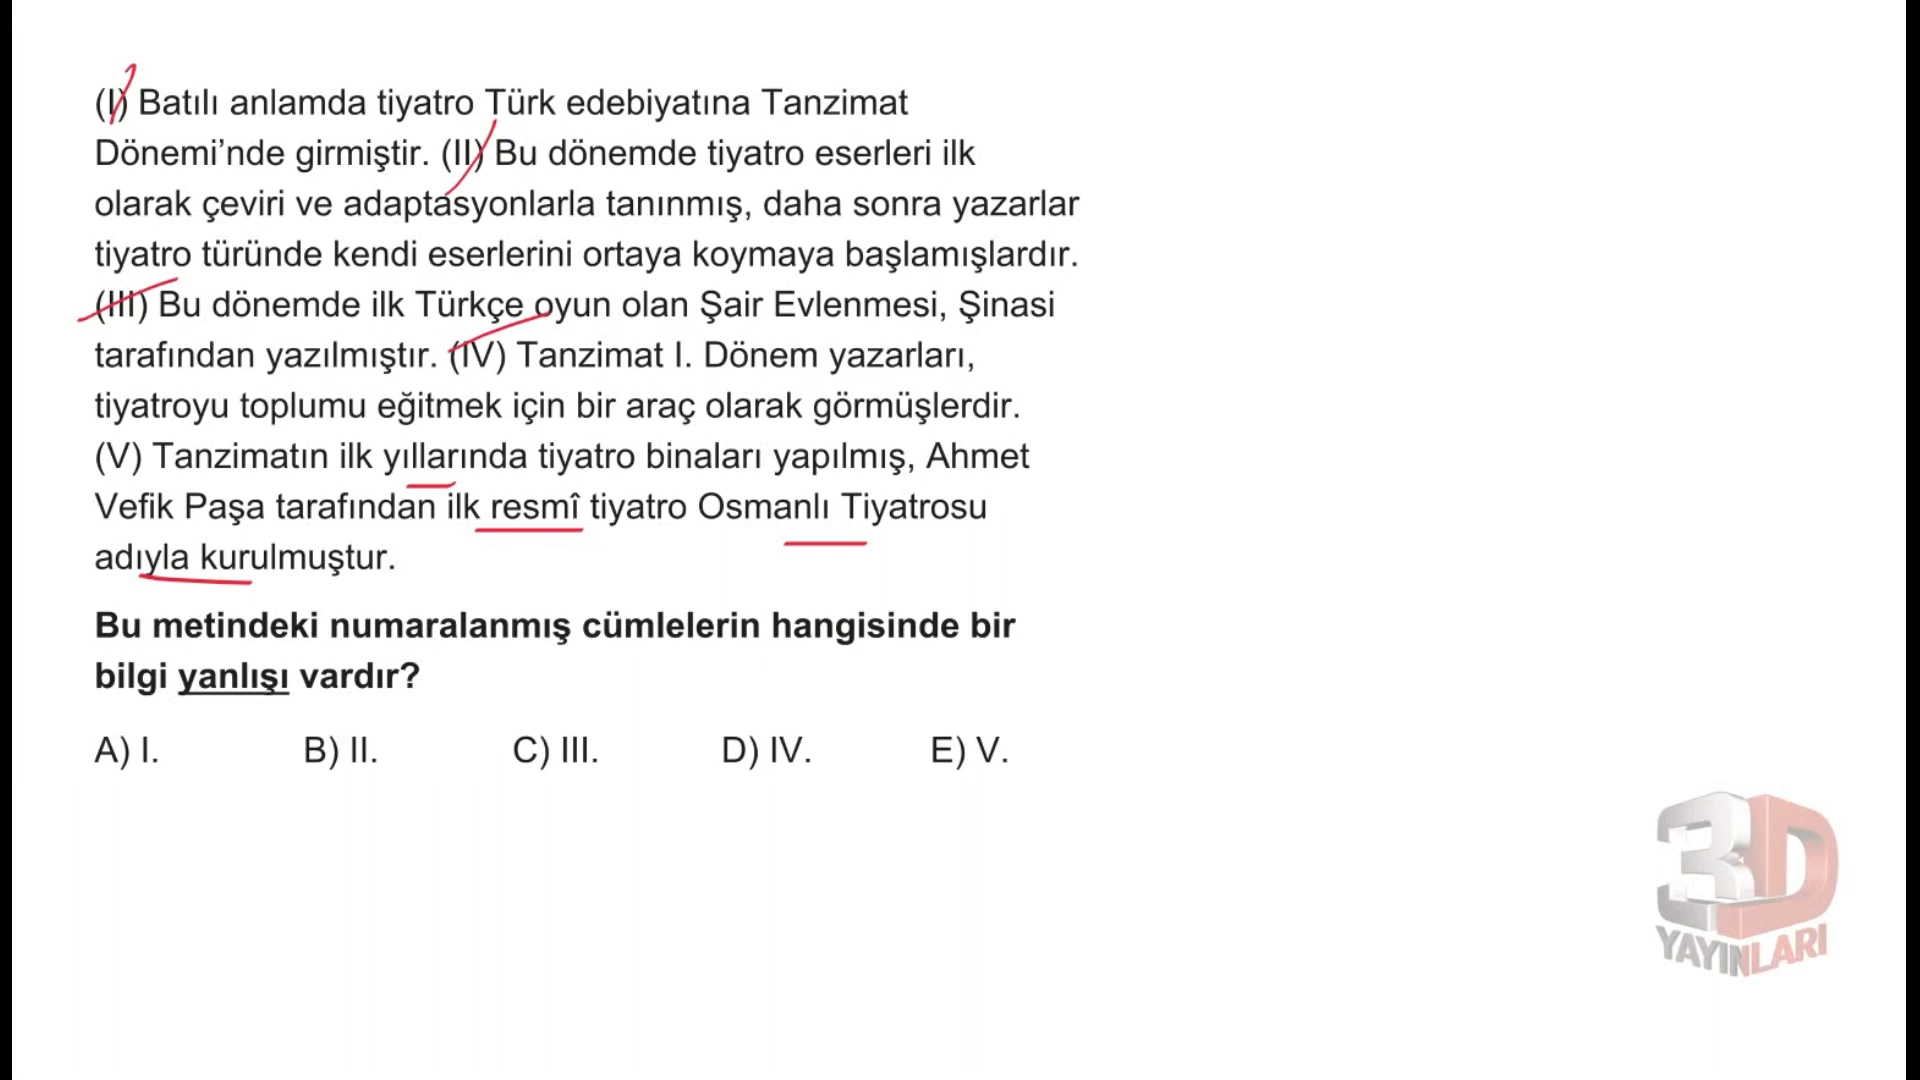 (I) Batılı anlamda tiyatro Türk edebiyatına Tanzimat
Dönemi’nde girmiştir. (II) Bu dönemde tiyatro eserleri ilk
olarak çeviri ve adaptasyonlarla tanınmış, daha sonra yazarlar
tiyatro türünde kendi eserlerini ortaya koymaya başlamışlardır.
(III) Bu dönemde ilk Türkçe oyun olan Şair Evlenmesi, Şinasi
tarafından yazılmıştır. (IV) Tanzimat I. Dönem yazarları,
tiyatroyu toplumu eğitmek için bir araç olarak görmüşlerdir.
(V) Tanzimatın ilk yıllarında tiyatro binaları yapılmış, Ahmet
Vefik Paşa tarafından ilk resmî tiyatro Osmanlı Tiyatrosu
adıyla kurulmuştur.
Bu metindeki numaralanmış cümlelerin hangisinde bir
bilgi yanlışı vardır?
A) I. B) II. C) III. D) IV. E) V.
3D
YAYINLARI